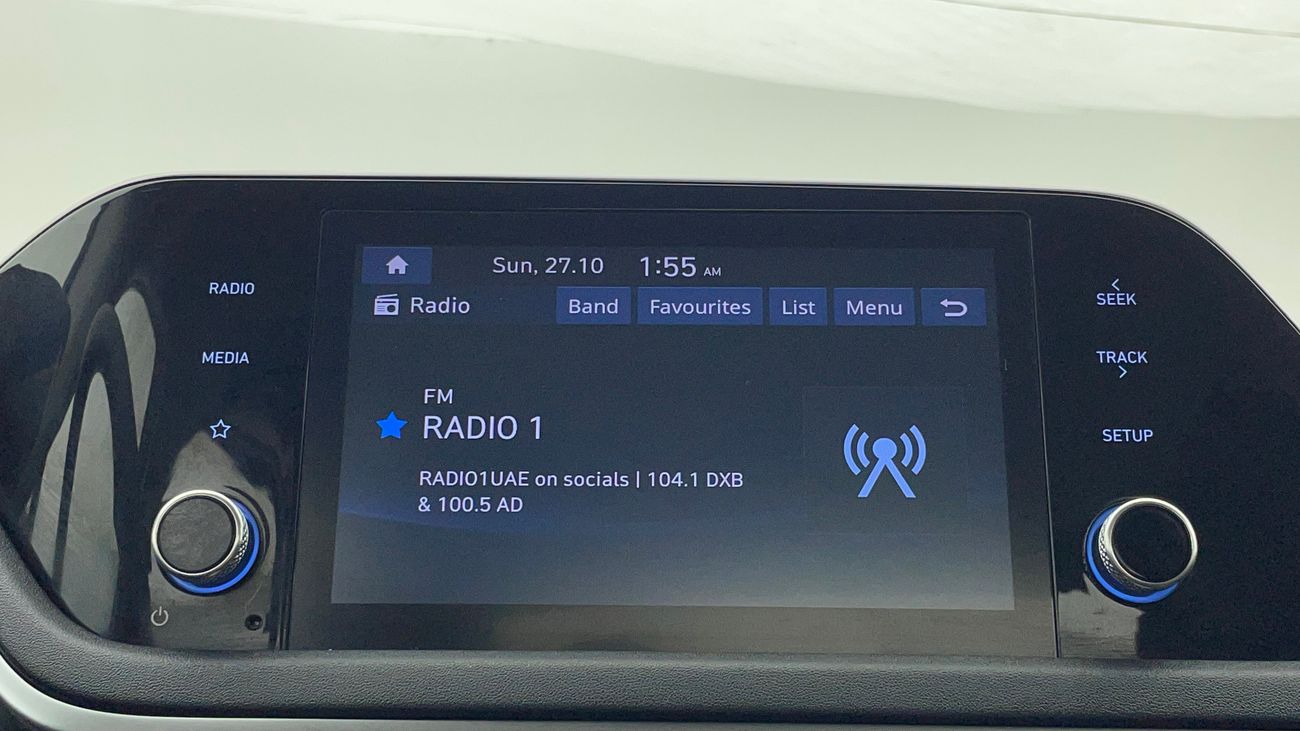 Sun, 27.10 1:55 AM
Radio Band Favourites List Menu
FM
RADIO 1
RADIO1UAE on socials | 104.1 DXB
& 100.5 AD
RADIO
MEDIA
SEEK
TRACK
SETUP